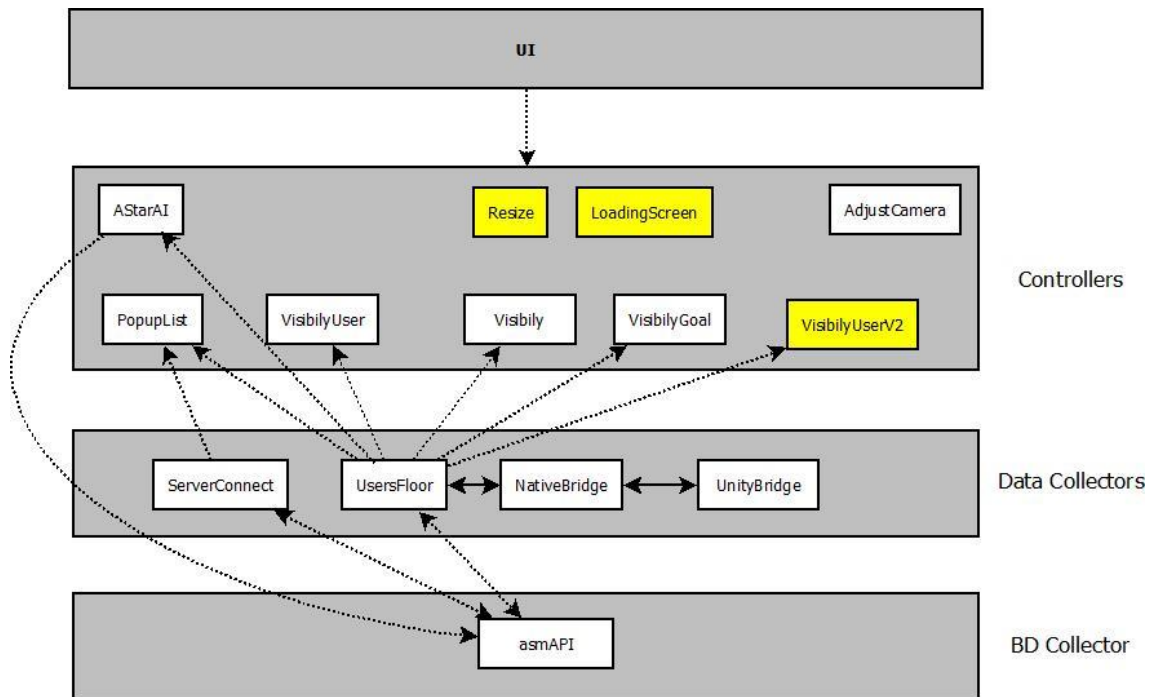 UI
AStarAI
Resize
LoadingScreen
AdjustCamera
Controllers
PopupList
VisibilyUser
Visibily
VisibilyGoal
VisibilyUserV2
ServerConnect
UsersFloor
NativeBridge
UnityBridge
Data Collectors
asmAPI
BD Collector